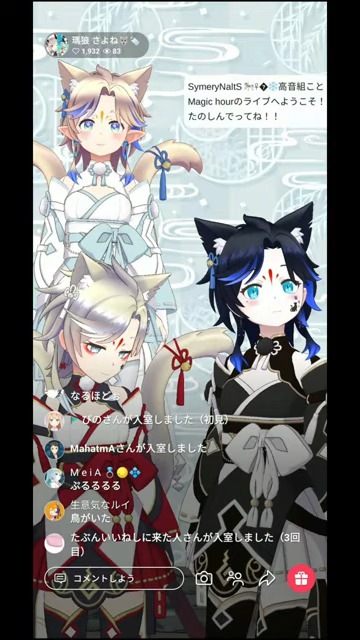 瑪狼 さよね
♡ 1,932 83
SymeryNaltS 高音組こと
Magic hourのライブへようこそ！
たのしんでってね！！
なるほどぉ
びのさんが入室しました（初見）
MahatmAさんが入室しました
MeiA
ぷるるるる
生意気なルイ
鳥がいた
たぶんいいねしに来た人さんが入室しました（3回
目）
コメントしよう